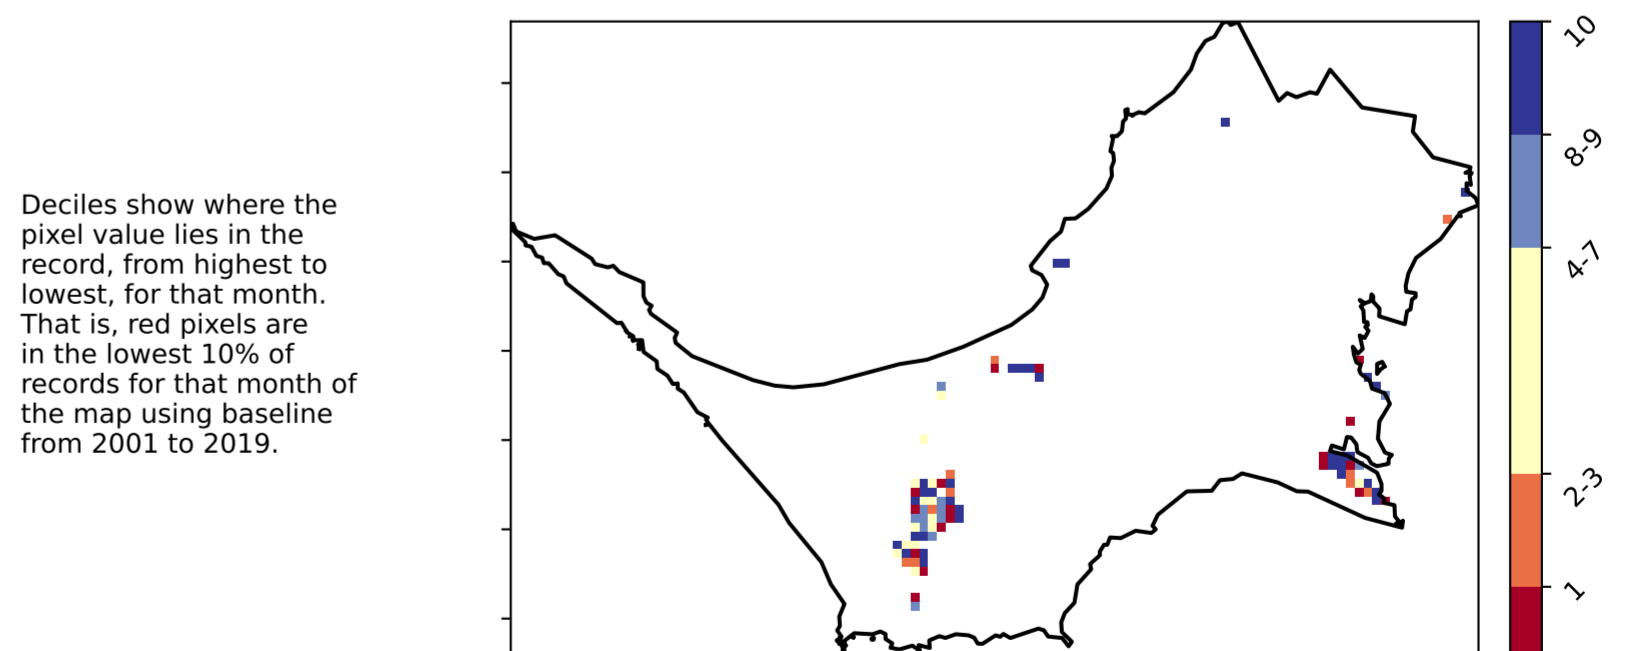 Deciles show where the
pixel value lies in the
record, from highest to
lowest, for that month.
That is, red pixels are
in the lowest 10% of
records for that month of
the map using baseline
from 2001 to 2019.
10
8-9
4-7
2-3
1